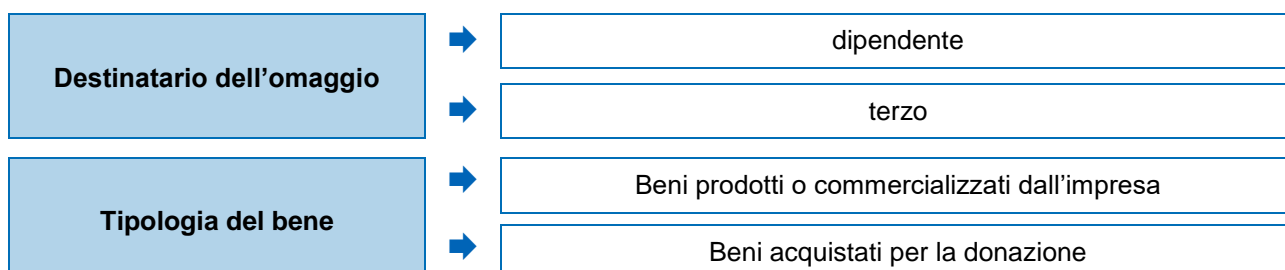 Destinatario dell’omaggio
dipendente
terzo
Tipologia del bene
Beni prodotti o commercializzati dall’impresa
Beni acquistati per la donazione